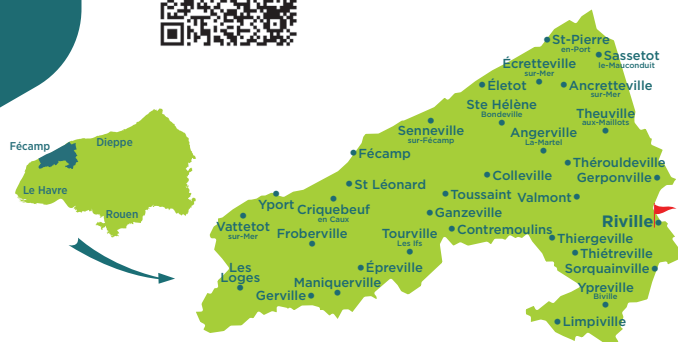 Fécamp
Dieppe
Le Havre
Rouen
St-Pierre
en-Port
Sassetot
le-Mauconduit
Écretteville
sur-Mer
Életot
Ancretteville
sur-Mer
Ste Hélène
Bondeville
Theuville
aux-Maillots
Senneville
sur-Fécamp
Angerville
La-Martel
Fécamp
Thérouldeville
Colleville
Gerponville
St Léonard
Toussaint
Valmont
Yport
Criquebeuf
en Caux
Ganzeville
Riville
Vattetot
sur-Mer
Froberville
Tourville
Les Ifs
Contremoulins
Thiergeville
Thiétreville
Les
Loges
Épreville
Sorquainville
Maniquerville
Gerville
Ypreville
Biville
Limpiville